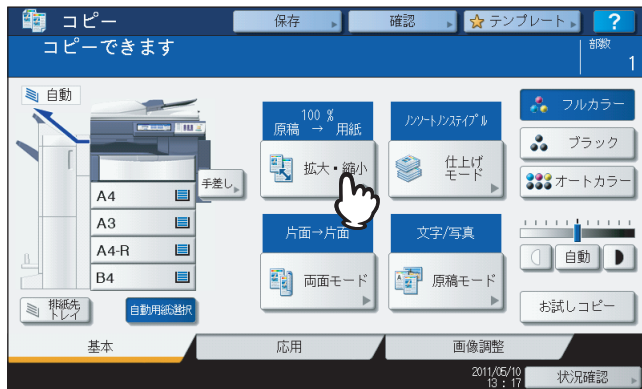 コピー
保存
確認
テンプレート
?
コピーできます
部数
1
自動
100 %
原稿 → 用紙
ノンソートノンステイプル
フルカラー
拡大・縮小
仕上げ
モード
ブラック
手差し
A4
オートカラー
A3
片面→片面
文字/写真
A4-R
自動
B4
両面モード
原稿モード
排紙先
トレイ
自動用紙選択
お試しコピー
基本
応用
画像調整
2011/05/10
13 : 17
状況確認